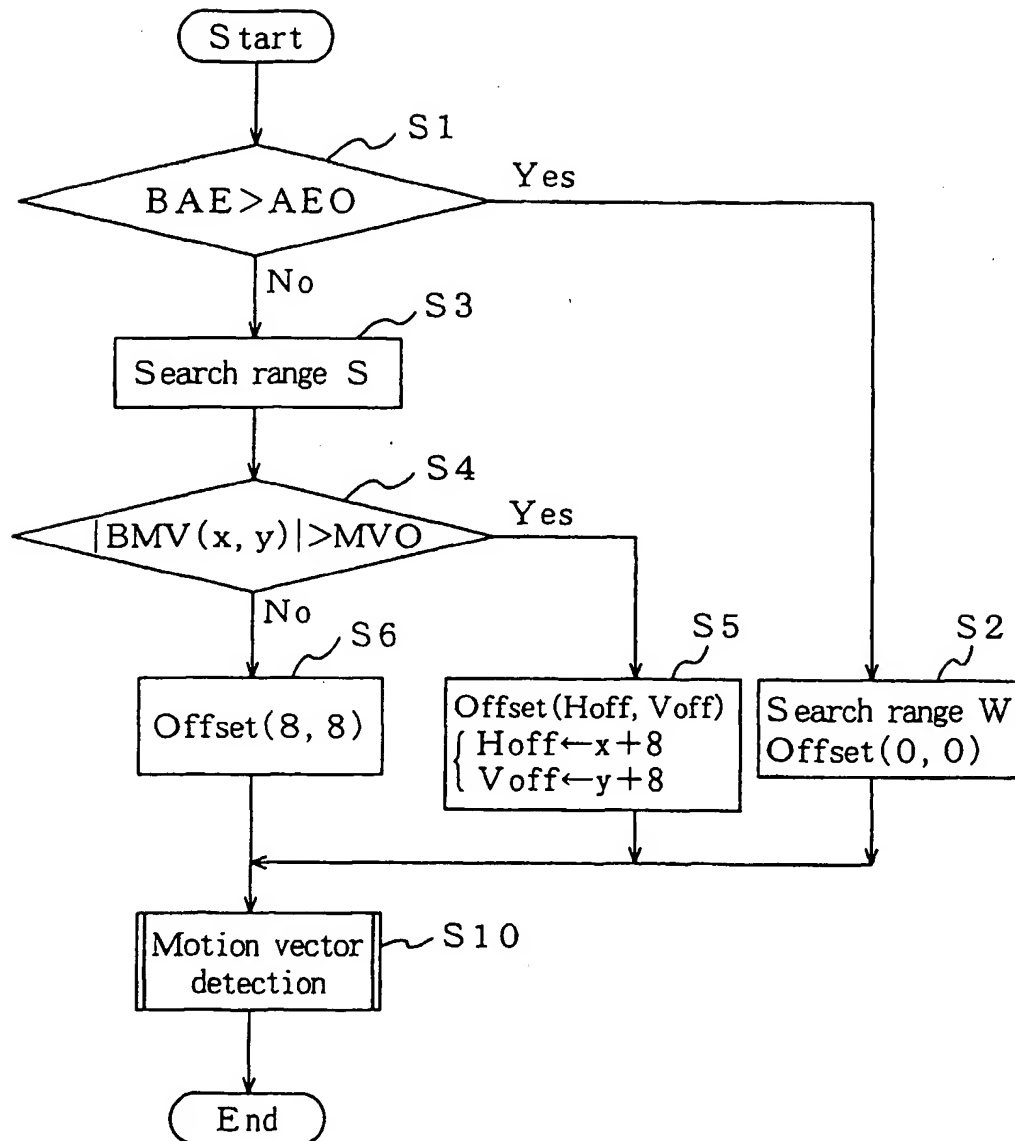 Start
S1
BAE>AEO
Yes
No
S3
Search range S
S4
|BMV(x, y)|>MVO
Yes
No
S6
Offset(8, 8)
S5
Offset(Hoff, Voff)
{ Hoff←x+8
Voff←y+8
S2
Search range W
Offset(0, 0)
Motion vector
detection
S10
End